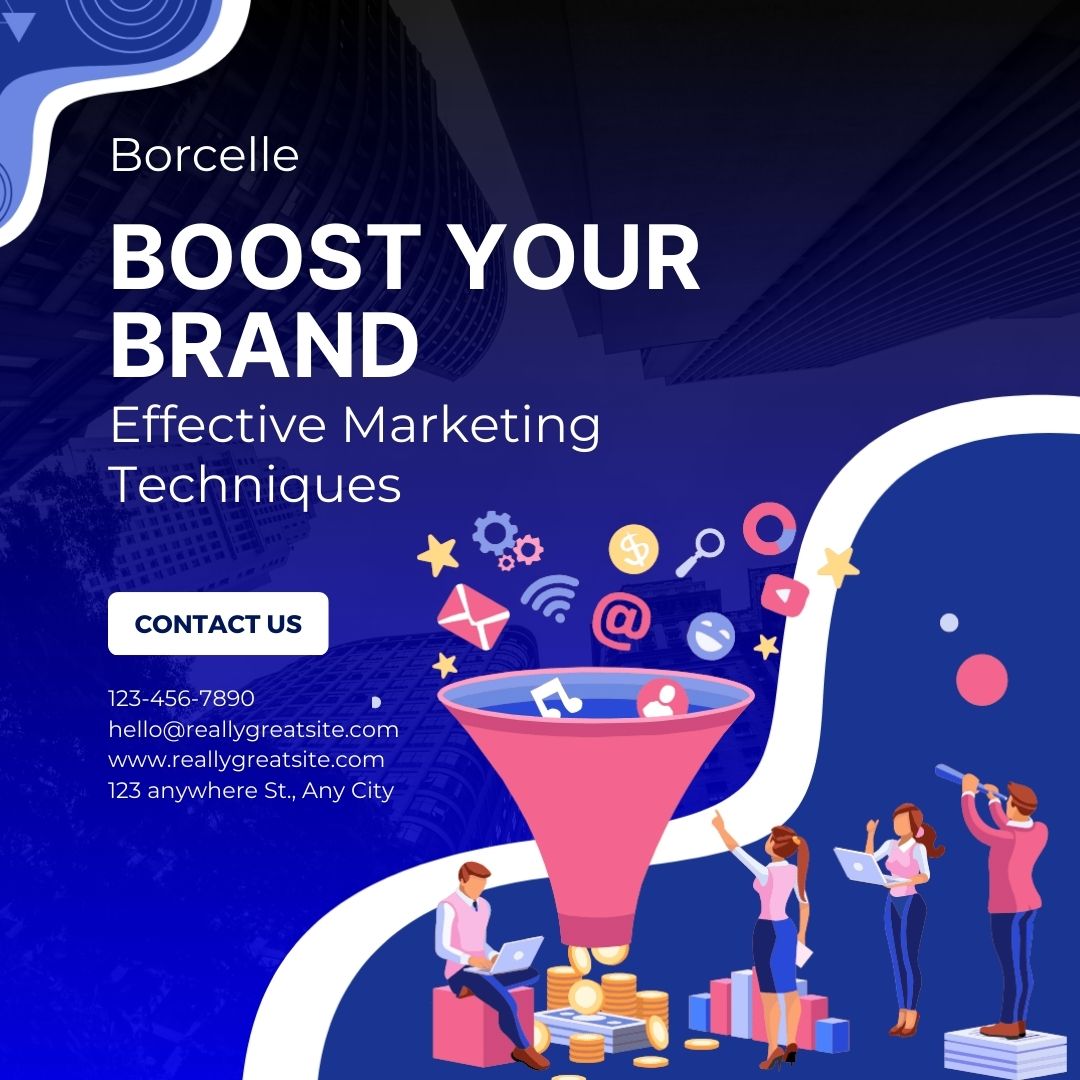 Borcelle
BOOST YOUR
BRAND
Effective Marketing
Techniques
CONTACT US
123-456-7890
hello@reallygreatsite.com
www.reallygreatsite.com
123 anywhere St., Any City